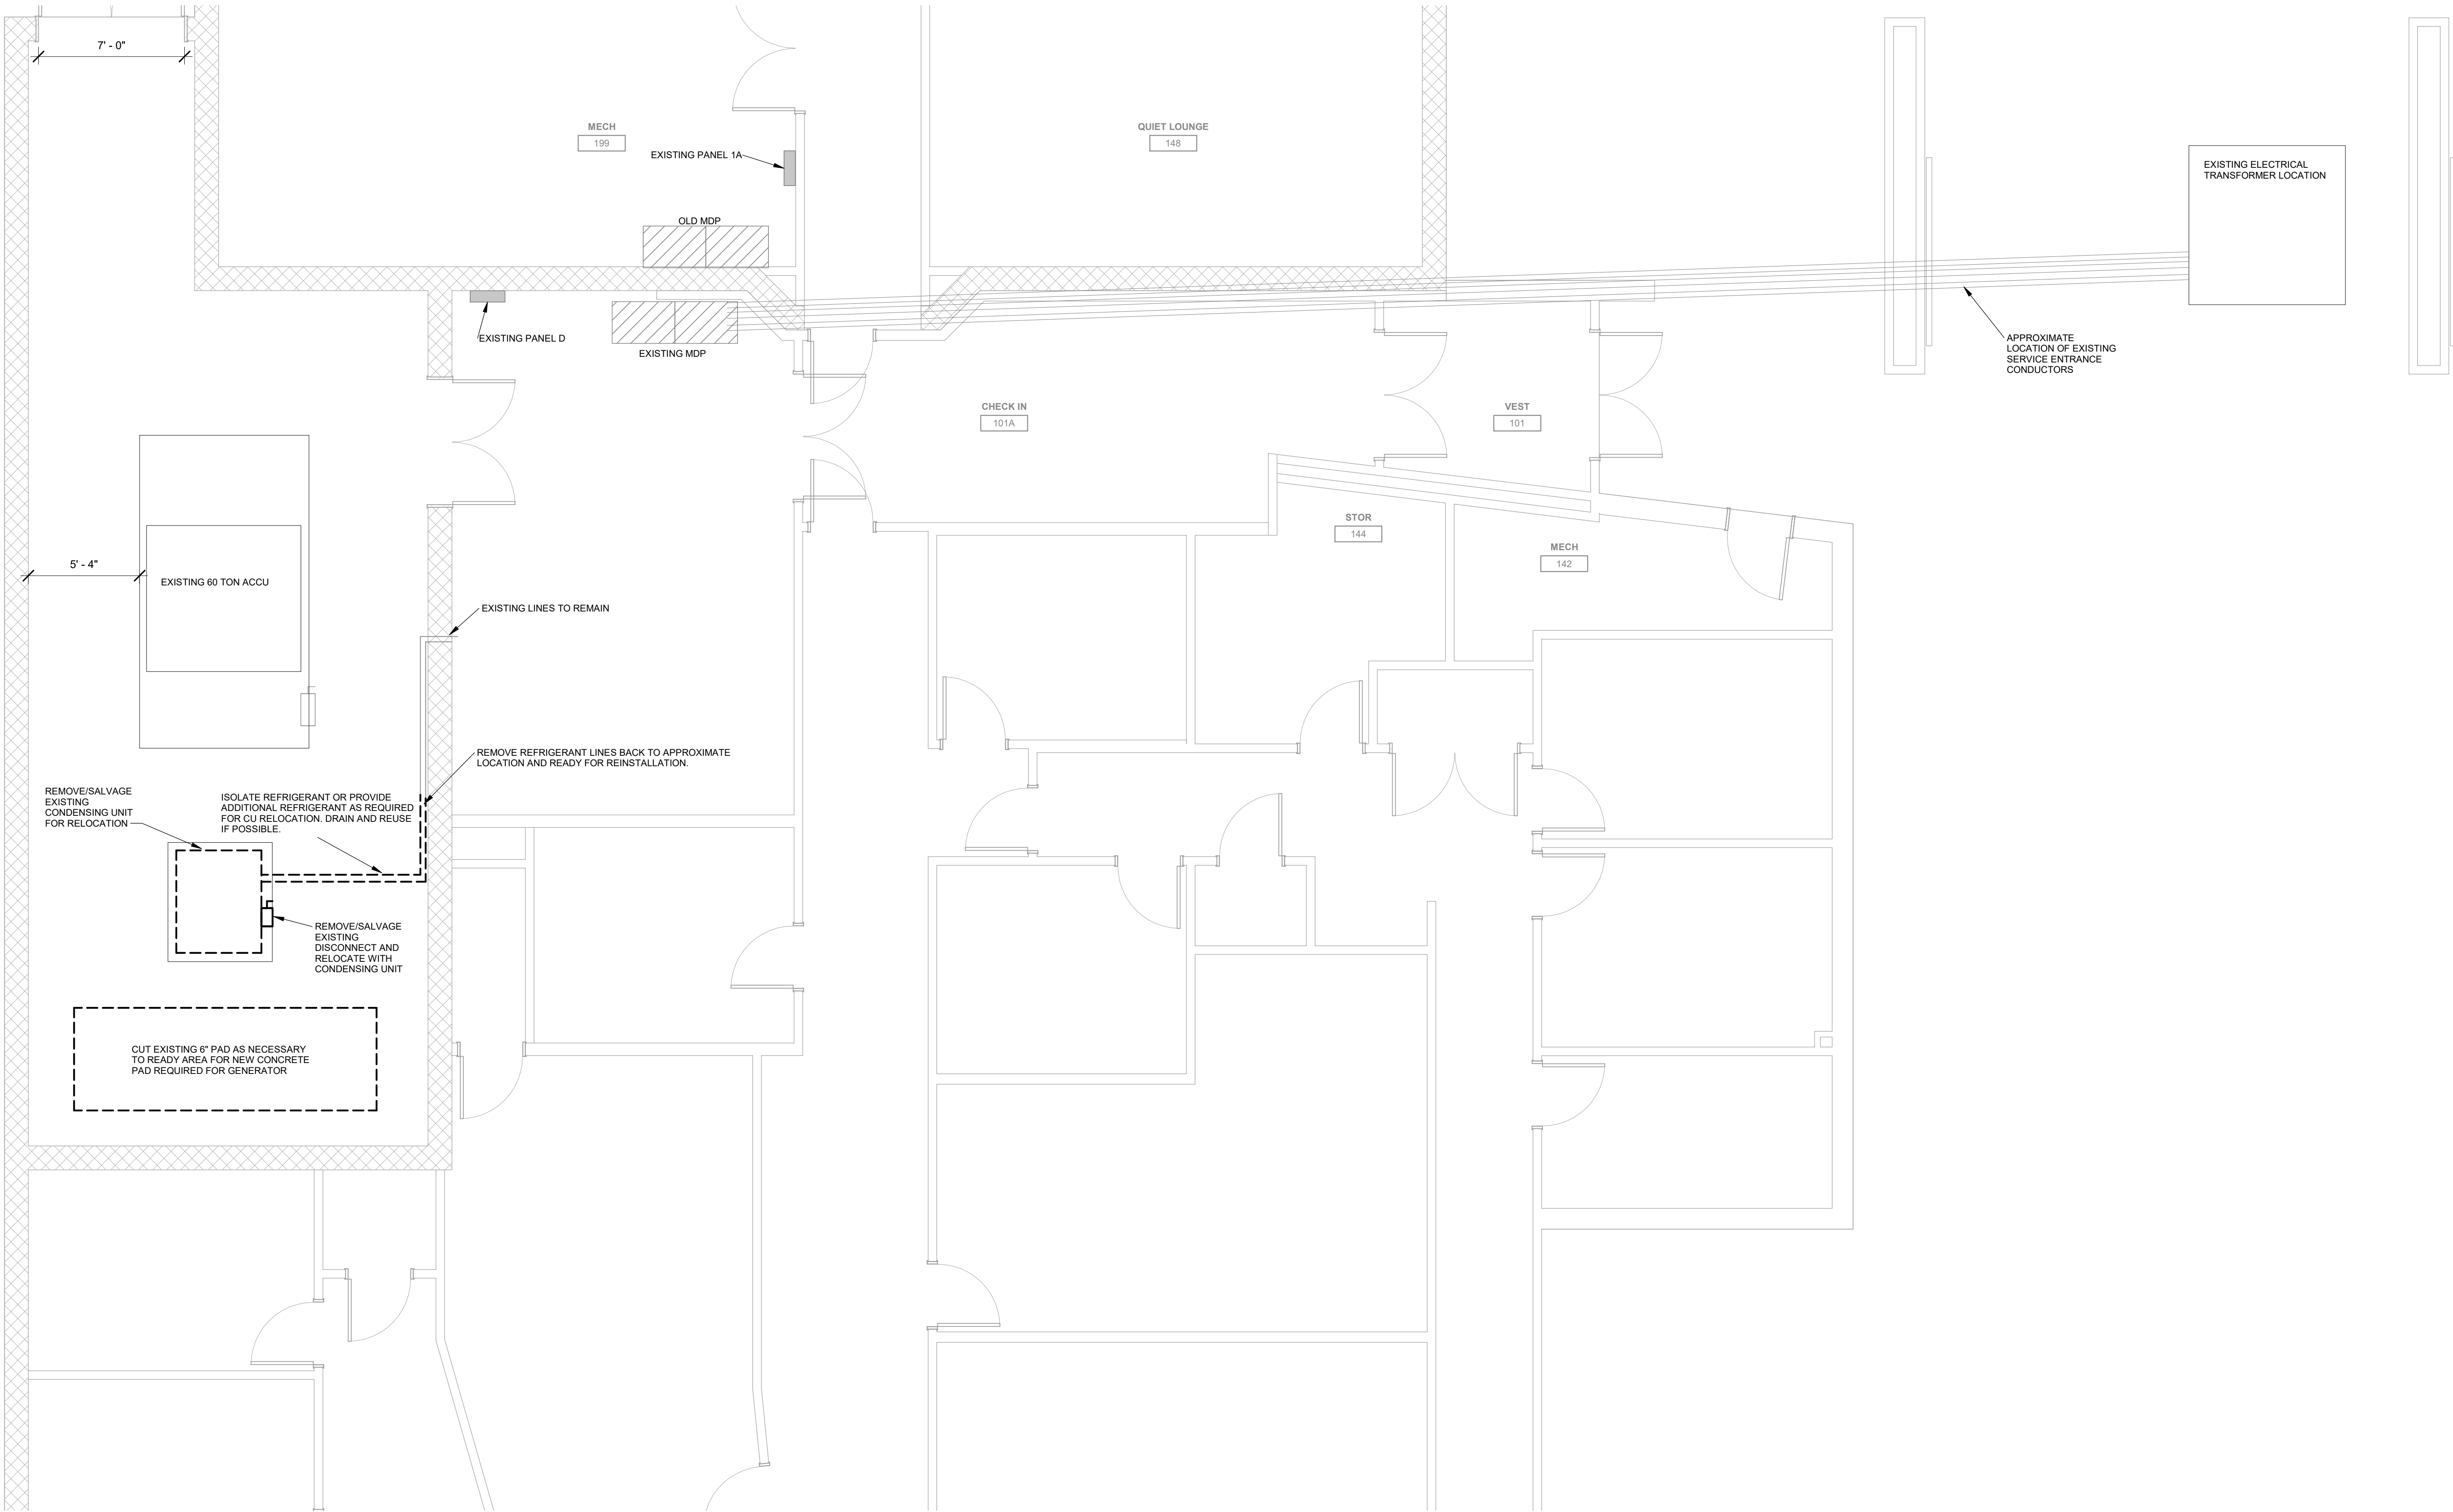 7' - 0"
MECH
199
EXISTING PANEL 1A
QUIET LOUNGE
148
EXISTING ELECTRICAL
TRANSFORMER LOCATION
OLD MDP
EXISTING PANEL D
EXISTING MDP
APPROXIMATE
LOCATION OF EXISTING
SERVICE ENTRANCE
CONDUCTORS
CHECK IN
101A
VEST
101
STOR
144
MECH
142
5' - 4"
EXISTING 60 TON ACCU
EXISTING LINES TO REMAIN
REMOVE REFRIGERANT LINES BACK TO APPROXIMATE
LOCATION AND READY FOR REINSTALLATION.
REMOVE/SALVAGE
EXISTING
CONDENSING UNIT
FOR RELOCATION
ISOLATE REFRIGERANT OR PROVIDE
ADDITIONAL REFRIGERANT AS REQUIRED
FOR CU RELOCATION. DRAIN AND REUSE
IF POSSIBLE.
REMOVE/SALVAGE
EXISTING
DISCONNECT AND
RELOCATE WITH
CONDENSING UNIT
CUT EXISTING 6" PAD AS NECESSARY
TO READY AREA FOR NEW CONCRETE
PAD REQUIRED FOR GENERATOR